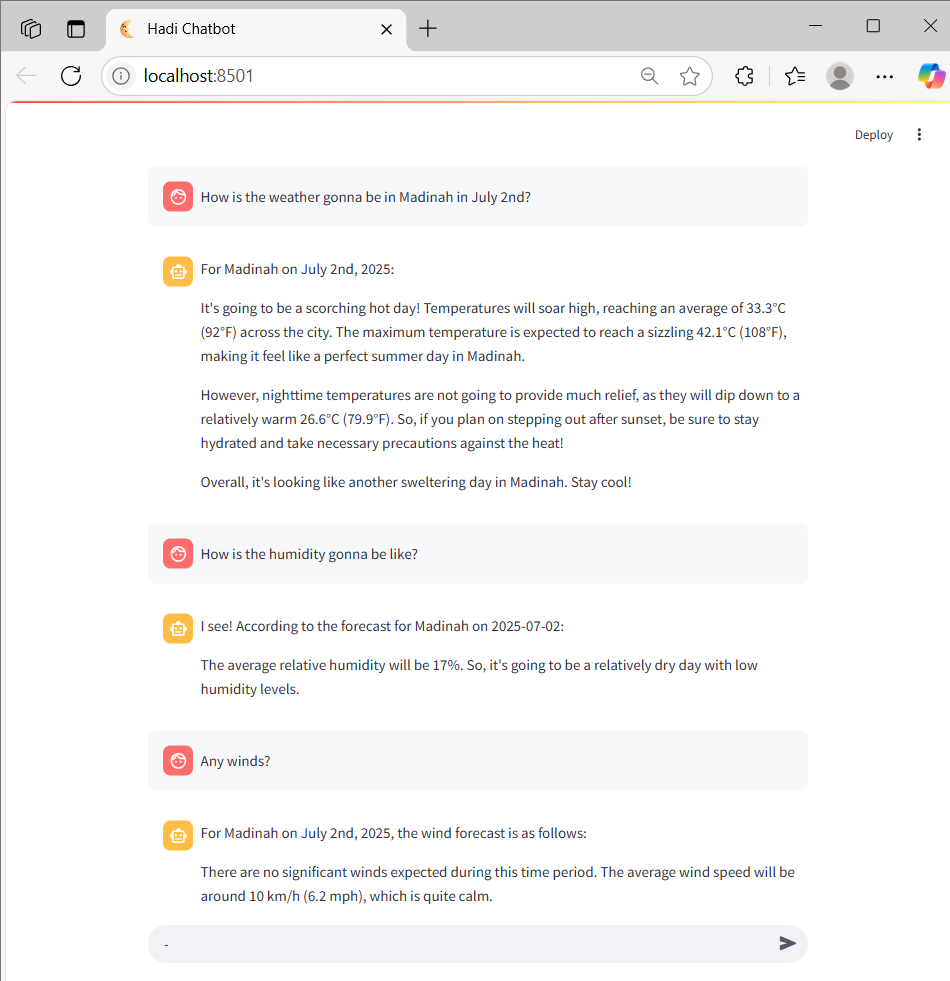 Hadi Chatbot
localhost:8501
Deploy
How is the weather gonna be in Madinah in July 2nd?
For Madinah on July 2nd, 2025:
It's going to be a scorching hot day! Temperatures will soar high, reaching an average of 33.3°C
(92°F) across the city. The maximum temperature is expected to reach a sizzling 42.1°C (108°F),
making it feel like a perfect summer day in Madinah.
However, nighttime temperatures are not going to provide much relief, as they will dip down to a
relatively warm 26.6°C (79.9°F). So, if you plan on stepping out after sunset, be sure to stay
hydrated and take necessary precautions against the heat!
Overall, it's looking like another sweltering day in Madinah. Stay cool!
How is the humidity gonna be like?
I see! According to the forecast for Madinah on 2025-07-02:
The average relative humidity will be 17%. So, it's going to be a relatively dry day with low
humidity levels.
Any winds?
For Madinah on July 2nd, 2025, the wind forecast is as follows:
There are no significant winds expected during this time period. The average wind speed will be
around 10 km/h (6.2 mph), which is quite calm.
-